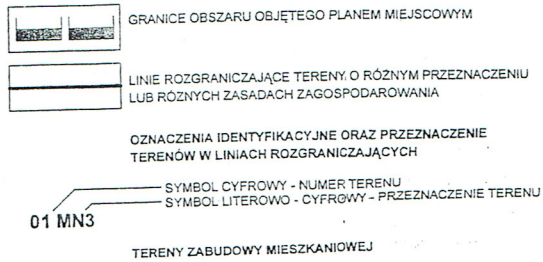 GRANICE OBSZARU OBJĘTEGO PLANEM MIEJSCOWYM
LINIE ROZGRANICZAJĄCE TERENY O RÓŻNYM PRZEZNACZENIU
LUB RÓŻNYCH ZASADACH ZAGOSPODAROWANIA
OZNACZENIA IDENTYFIKACYJNE ORAZ PRZEZNACZENIE
TERENÓW W LINIACH ROZGRANICZAJĄCYCH
SYMBOL CYFROWY - NUMER TERENU
SYMBOL LITEROWO - CYFROWY - PRZEZNACZENIE TERENU
01 MN3
TERENY ZABUDOWY MIESZKANIOWEJ